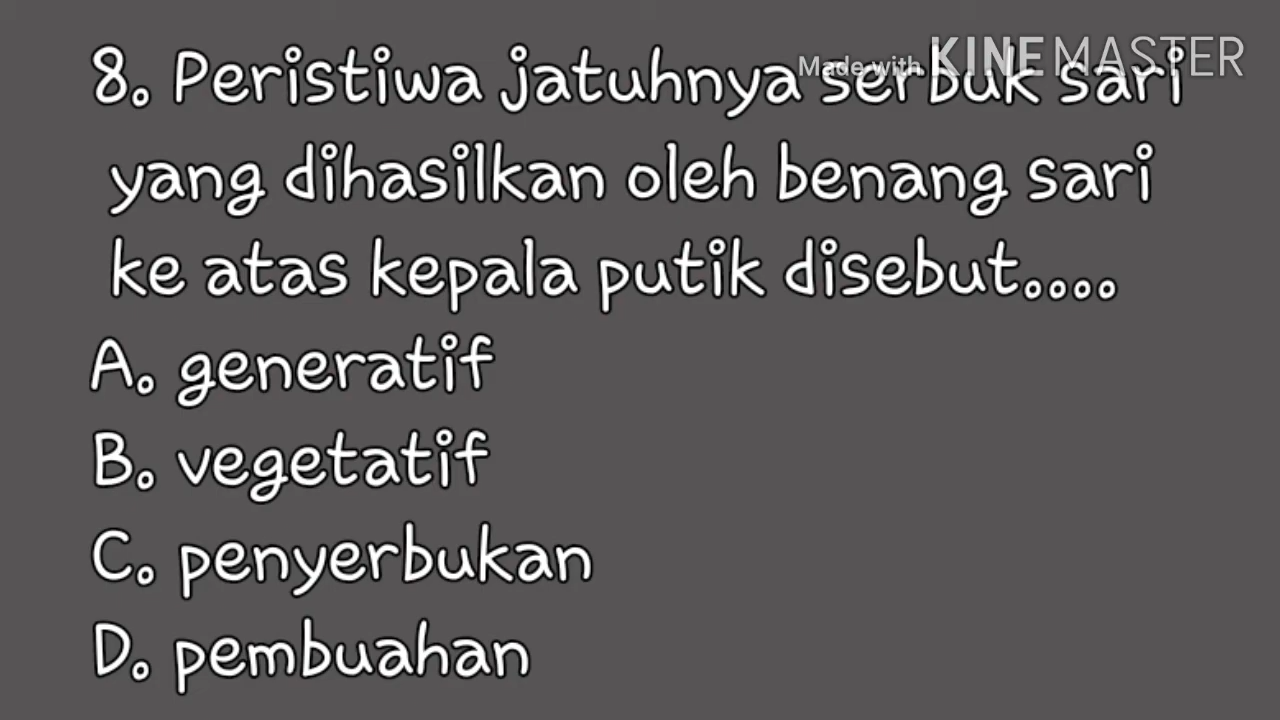 Made with KINEMASTER
8. Peristiwa jatuhnya serbuk sari
yang dihasilkan oleh benang sari
ke atas kepala putik disebut....
A. generatif
B. vegetatif
C. penyerbukan
D. pembuahan